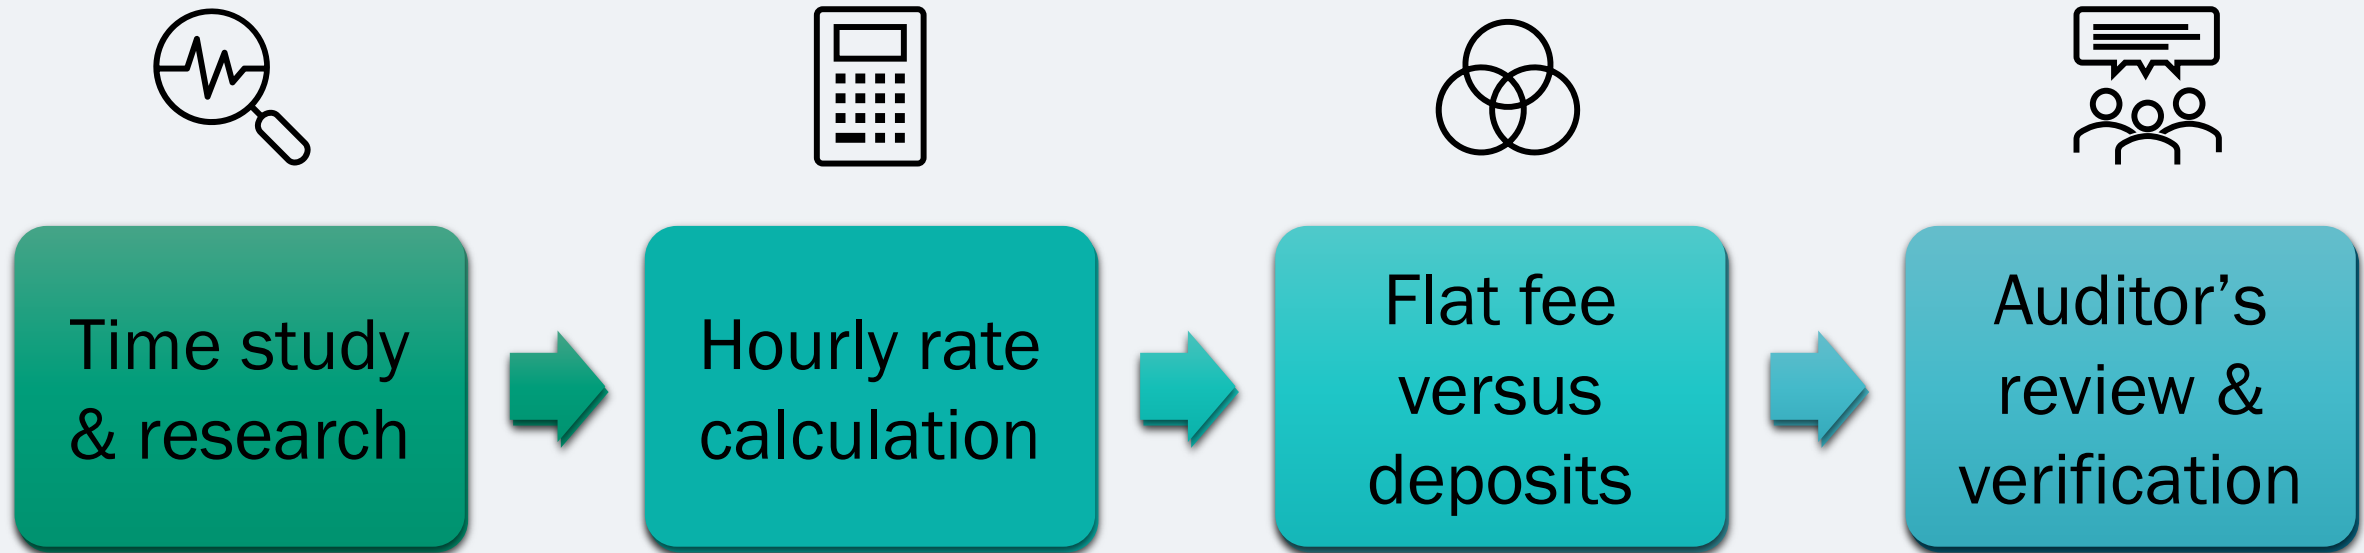 Time study
& research
Hourly rate
calculation
Flat fee
versus
deposits
Auditor’s
review &
verification